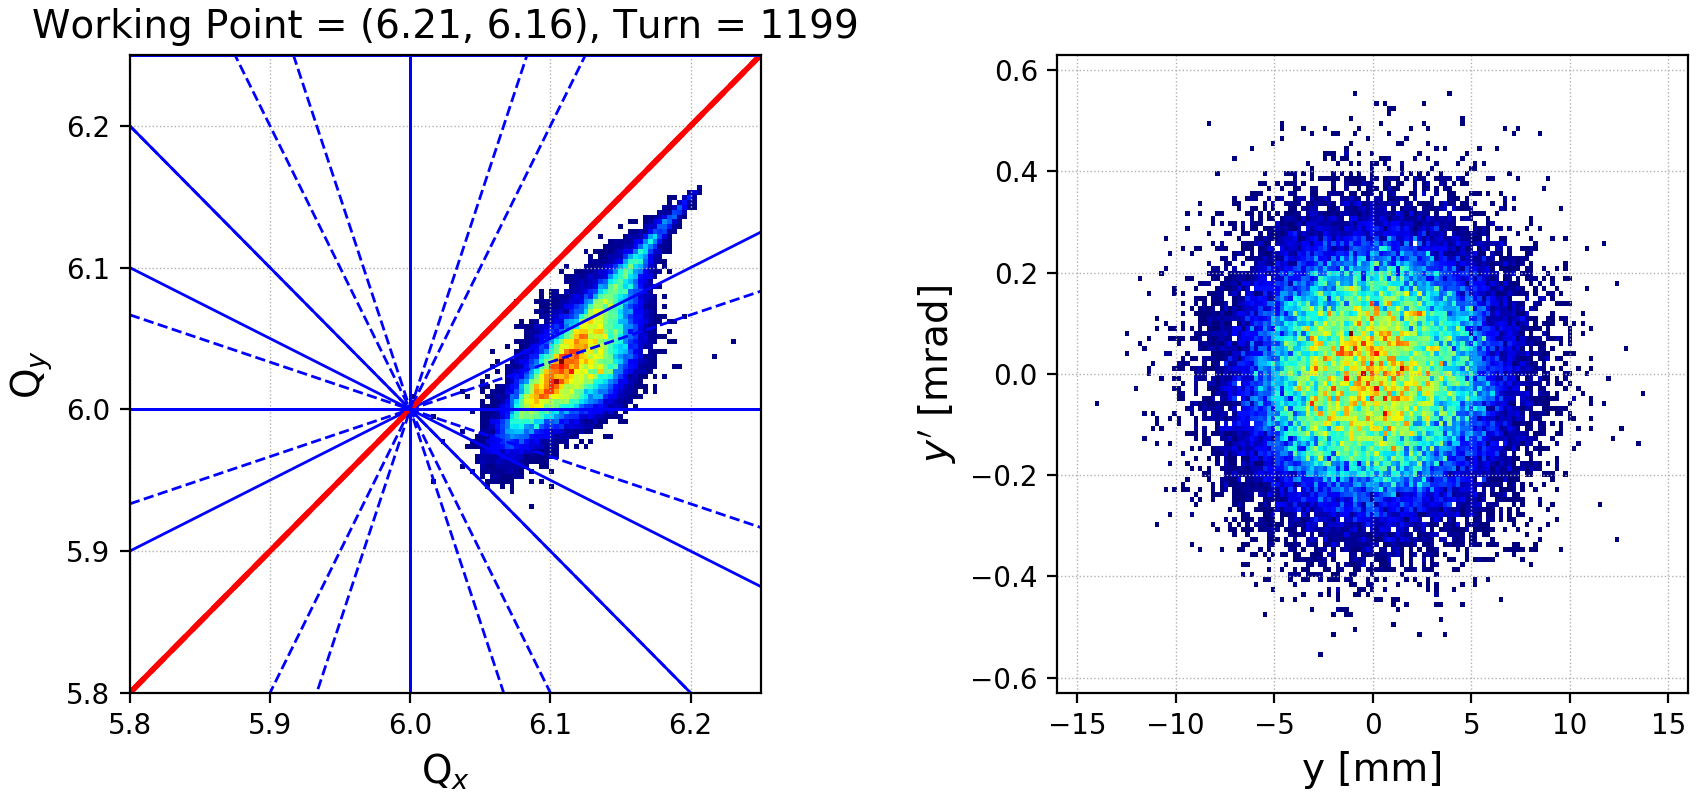 Working Point = (6.21, 6.16), Turn = 1199
6.2
6.1
6.0
5.9
5.8
Q_y
5.8 5.9 6.0 6.1 6.2
Q_x
0.6
0.4
0.2
0.0
−0.2
−0.4
−0.6
y′ [mrad]
−15 −10 −5 0 5 10 15
y [mm]